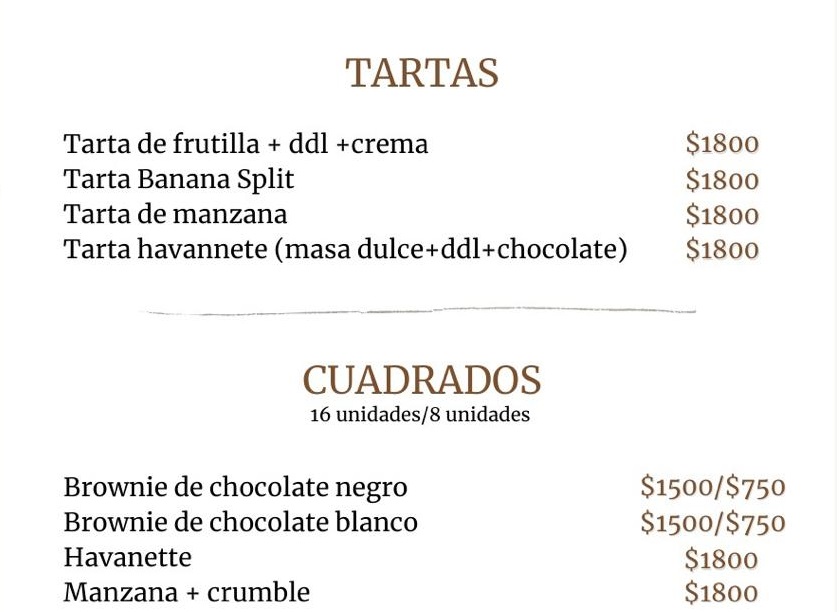 TARTAS
Tarta de frutilla + ddl +crema $1800
Tarta Banana Split $1800
Tarta de manzana $1800
Tarta havannete (masa dulce+ddl+chocolate) $1800
CUADRADOS
16 unidades/8 unidades
Brownie de chocolate negro $1500/$750
Brownie de chocolate blanco $1500/$750
Havanette $1800
Manzana + crumble $1800